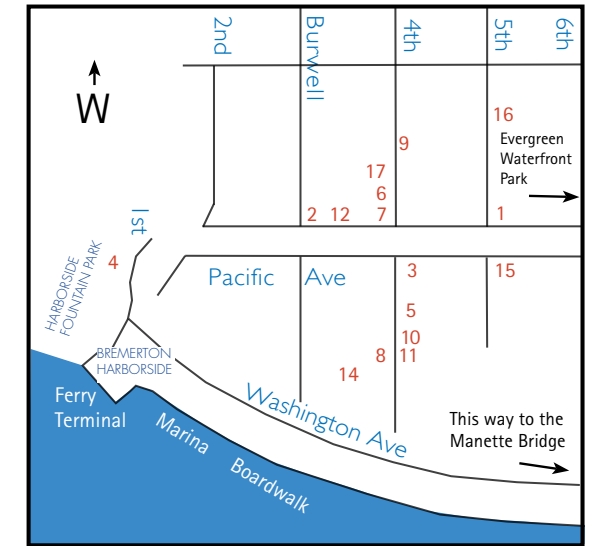 2nd
Burwell
4th
5th
6th
W
16
9
Evergreen
Waterfront
Park
17
6
2
12
7
1
1st
4
HARBORSIDE
FOUNTAIN PARK
Pacific Ave
3
15
5
10
8
11
BREMERTON
HARBORSIDE
14
Ferry
Terminal
Washington Ave
Marina
Boardwalk
This way to the
Manette Bridge